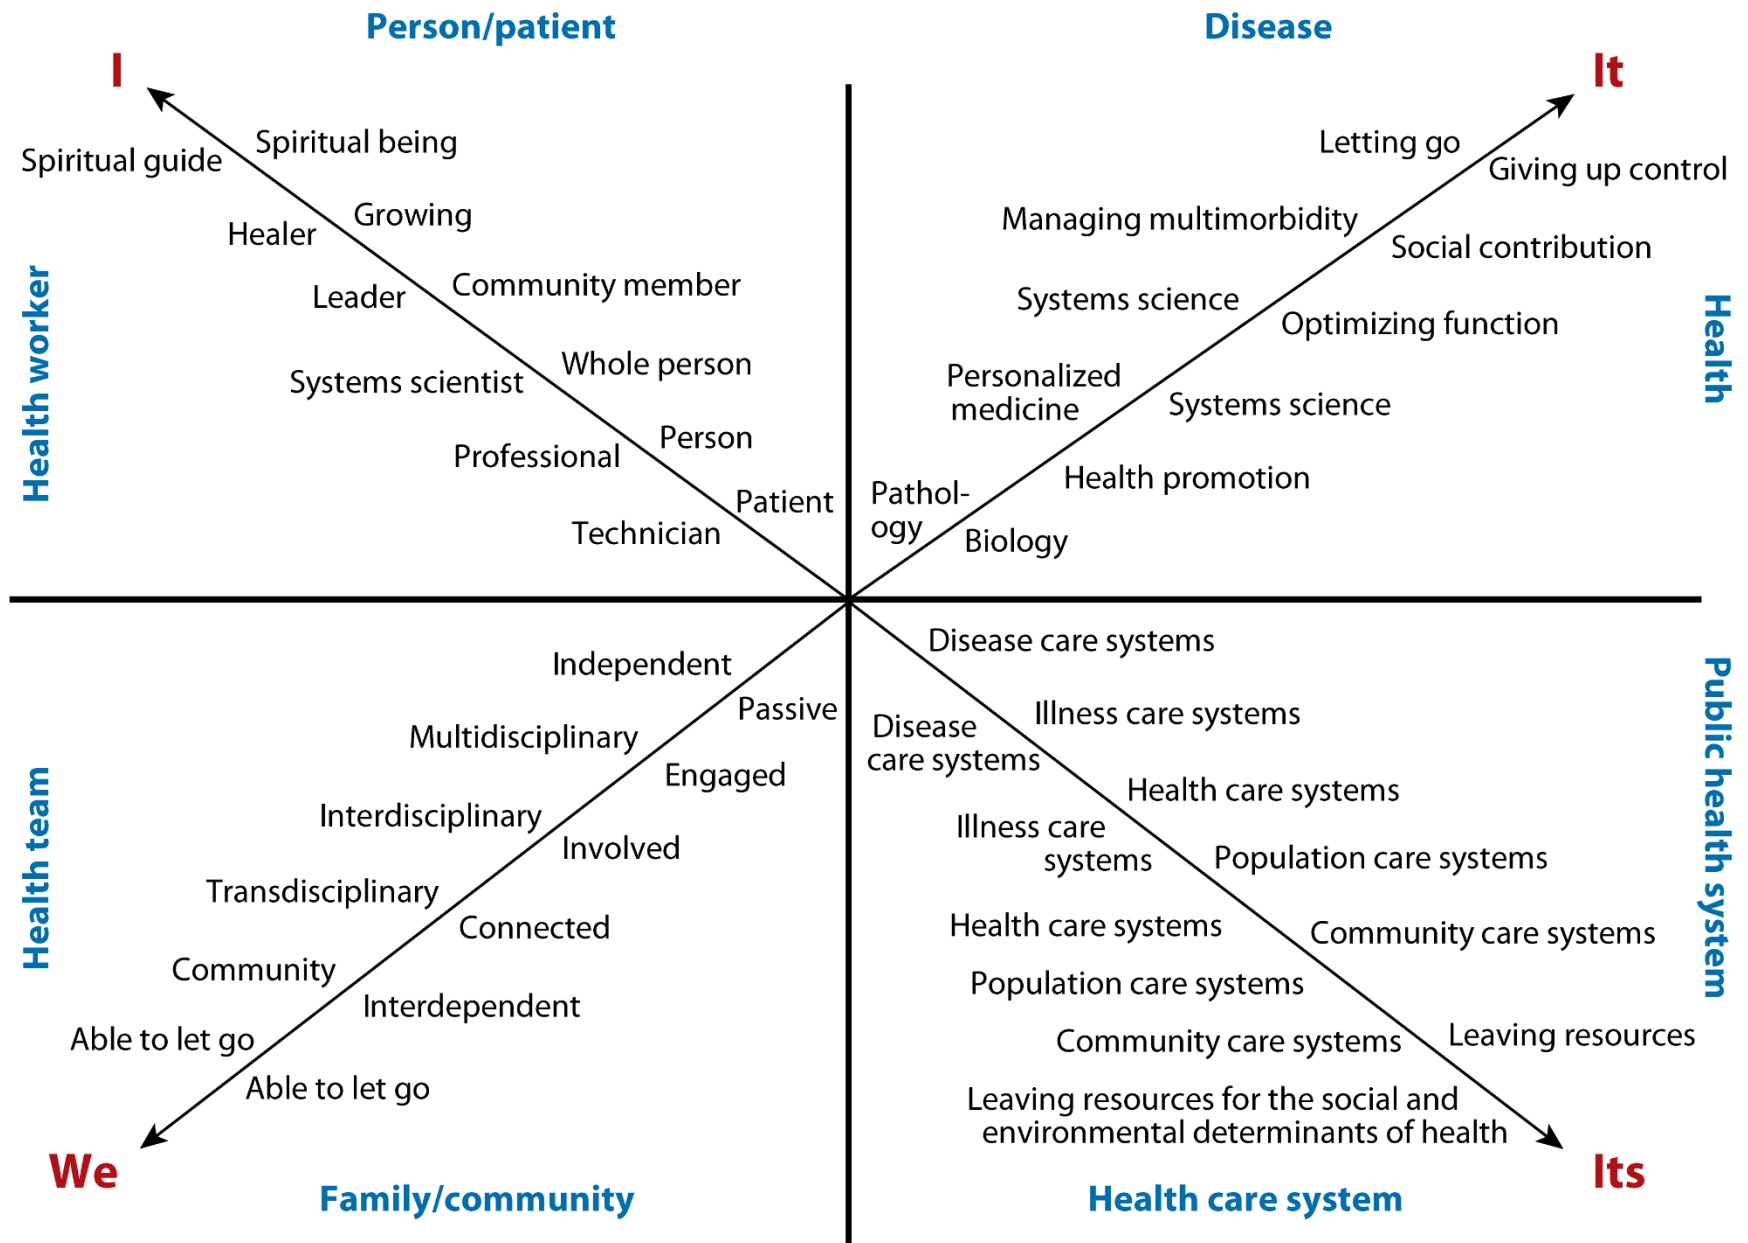 Person/patient
Disease
I
It
Spiritual being
Spiritual guide
Growing
Healer
Community member
Leader
Whole person
Systems scientist
Person
Professional
Patient
Technician
Health worker
Letting go
Giving up control
Managing multimorbidity
Social contribution
Systems science
Optimizing function
Personalized
medicine
Systems science
Health promotion
Pathol-
ogy
Biology
Health
Independent
Passive
Multidisciplinary
Engaged
Interdisciplinary
Involved
Transdisciplinary
Connected
Community
Interdependent
Able to let go
Able to let go
Health team
We
Family/community
Disease care systems
Disease
care systems
Illness care systems
Health care systems
Illness care
systems
Population care systems
Health care systems
Community care systems
Population care systems
Leaving resources
Community care systems
Leaving resources for the social and
environmental determinants of health
Public health system
Its
Health care system